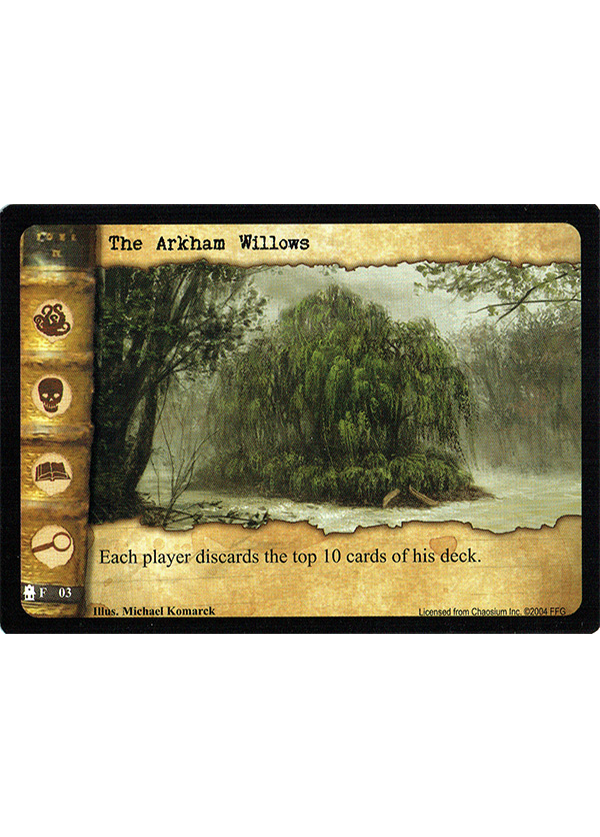 The Arkham Willows
Each player discards the top 10 cards of his deck.
F 03
Illus. Michael Komarck
Licensed from Chaosium Inc. ©2004 FFG